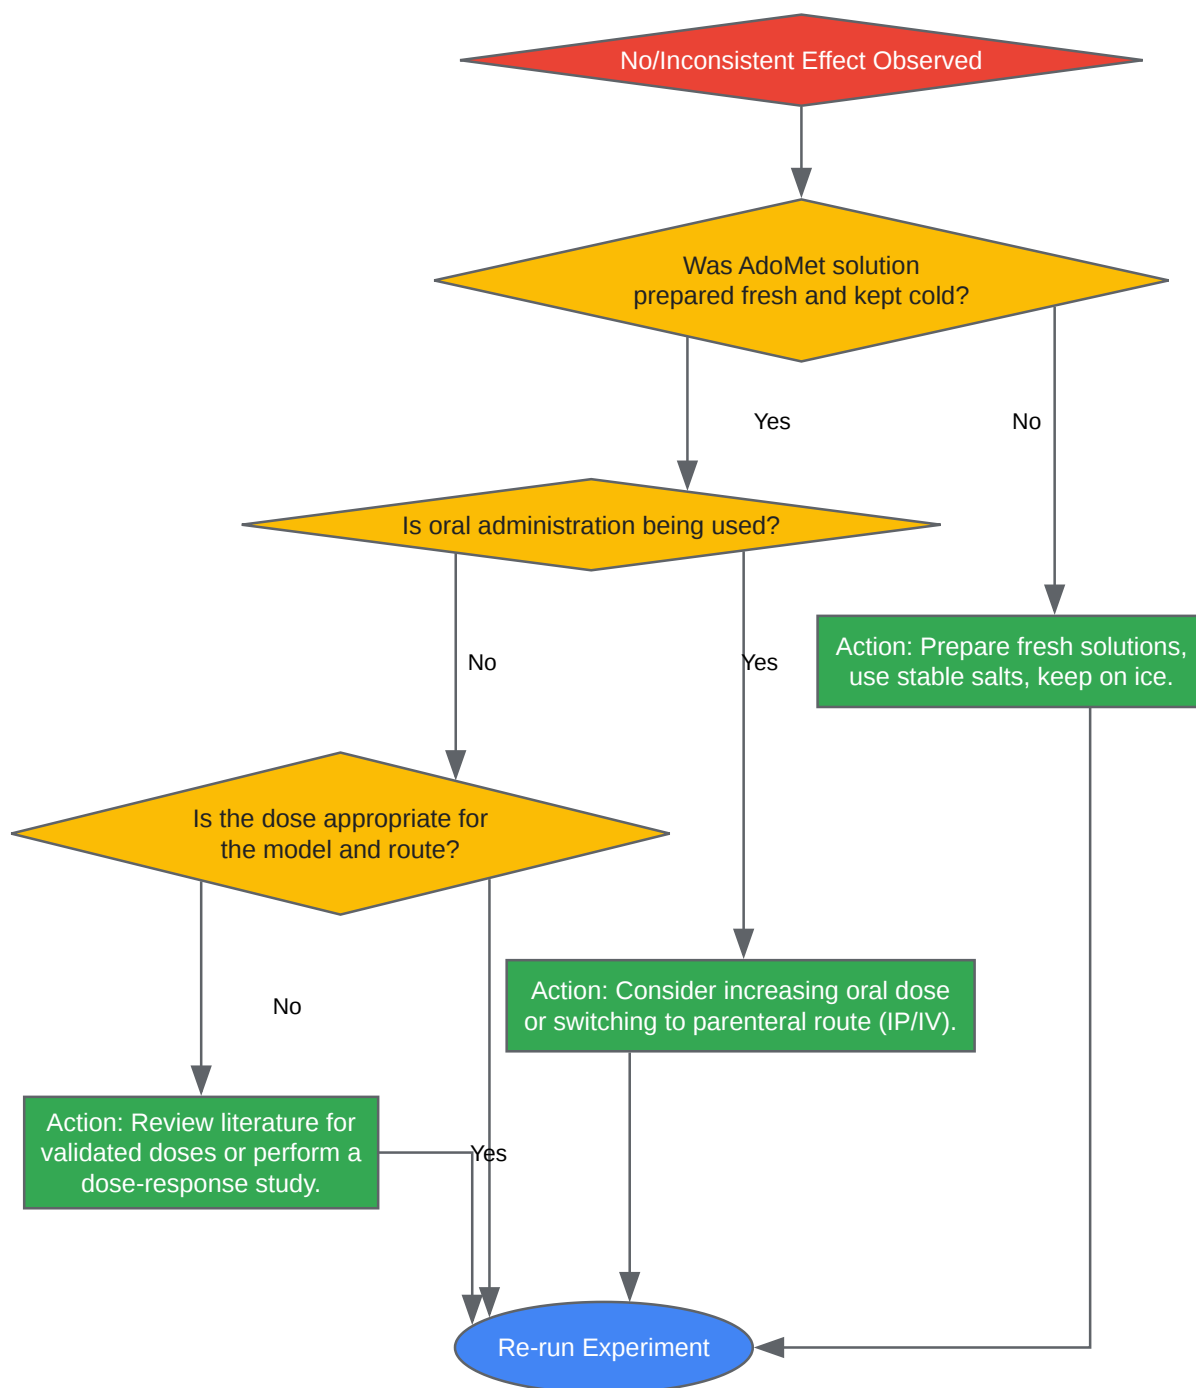 No/Inconsistent Effect Observed
Was AdoMet solution
prepared fresh and kept cold?
Yes
No
Is oral administration being used?
No
Yes
Action: Prepare fresh solutions,
use stable salts, keep on ice.
Is the dose appropriate for
the model and route?
No
Action: Consider increasing oral dose
or switching to parenteral route (IP/IV).
Action: Review literature for
validated doses or perform a
dose-response study.
Yes
Re-run Experiment